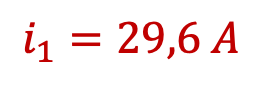 i₁ = 29,6 A